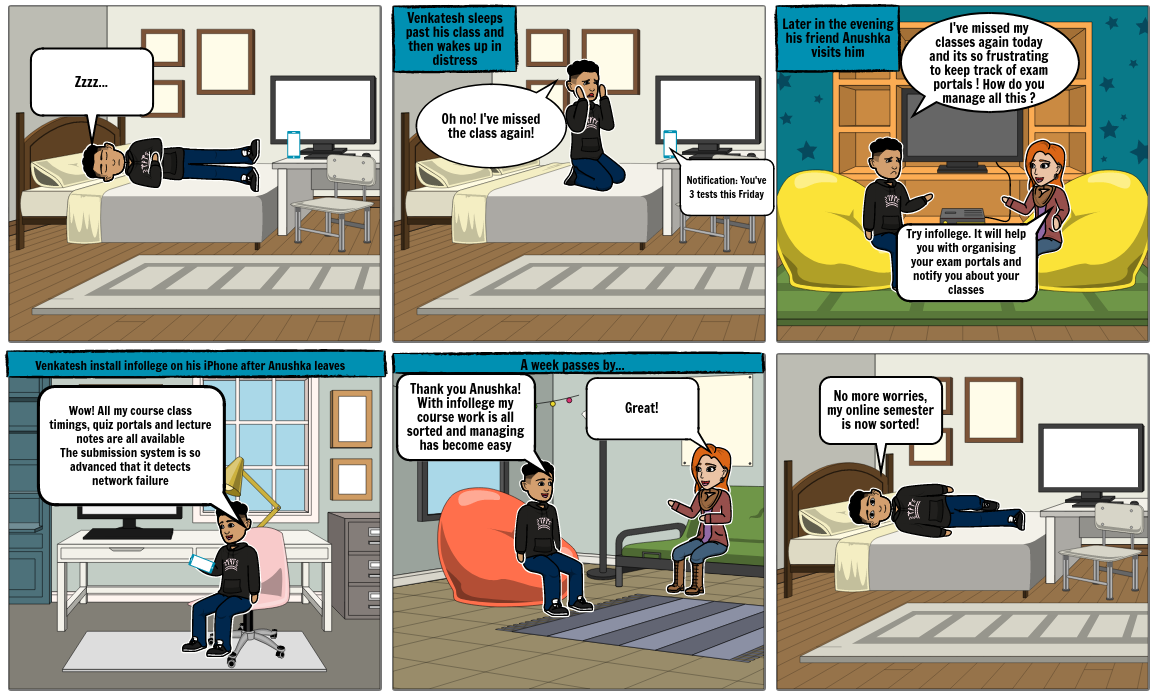 Zzzz...
Venkatesh sleeps
past his class and
then wakes up in
distress
Oh no! I've missed
the class again!
Notification: You've
3 tests this Friday
Later in the evening
his friend Anushka
visits him
I've missed my
classes again today
and its so frustrating
to keep track of exam
portals ! How do you
manage all this ?
Try infollege. It will help
you with organising
your exam portals and
notify you about your
classes
Venkatesh install infollege on his iPhone after Anushka leaves
Wow! All my course class
timings, quiz portals and lecture
notes are all available
The submission system is so
advanced that it detects
network failure
A week passes by...
Thank you Anushka!
With infollege my
course work is all
sorted and managing
has become easy
Great!
No more worries,
my online semester
is now sorted!